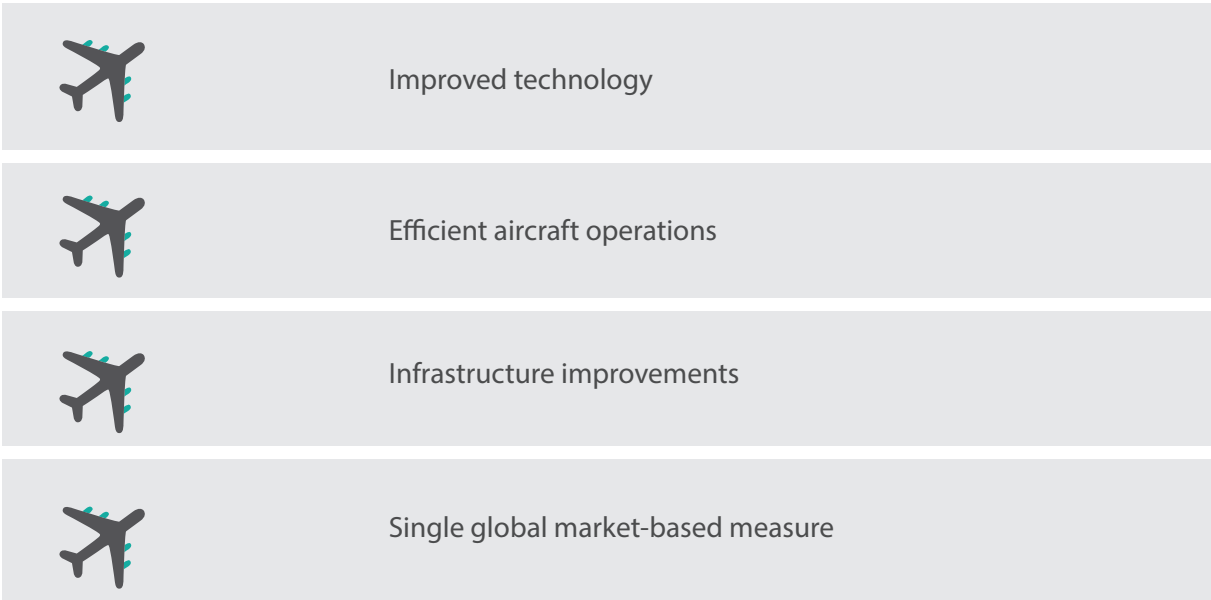 Improved technology
Efficient aircraft operations
Infrastructure improvements
Single global market-based measure